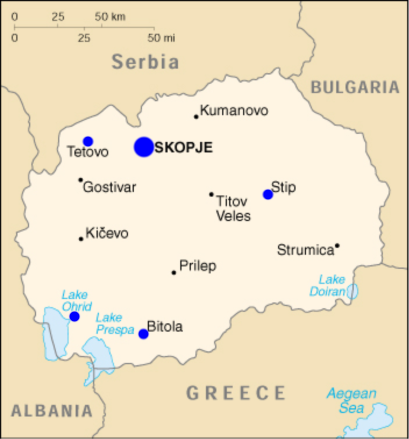 0 25 50 km
0 25 50 mi
Serbia
BULGARIA
Kumanovo
Tetovo
SKOPJE
Gostivar
Titov
Veles
Stip
Kičevo
Strumica
Prilep
Lake
Doiran
Lake
Ohrid
Lake
Prespa
Bitola
GREECE
Aegean
Sea
ALBANIA